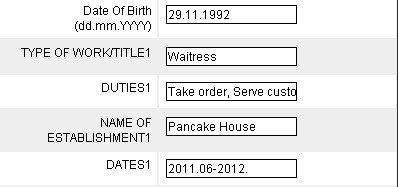 Date Of Birth
(dd.mm.YYYY)
29.11.1992
TYPE OF WORK/TITLE1
Waitress
DUTIES1
Take order, Serve custo
NAME OF
ESTABLISHMENT1
Pancake House
DATES1
2011.06-2012.